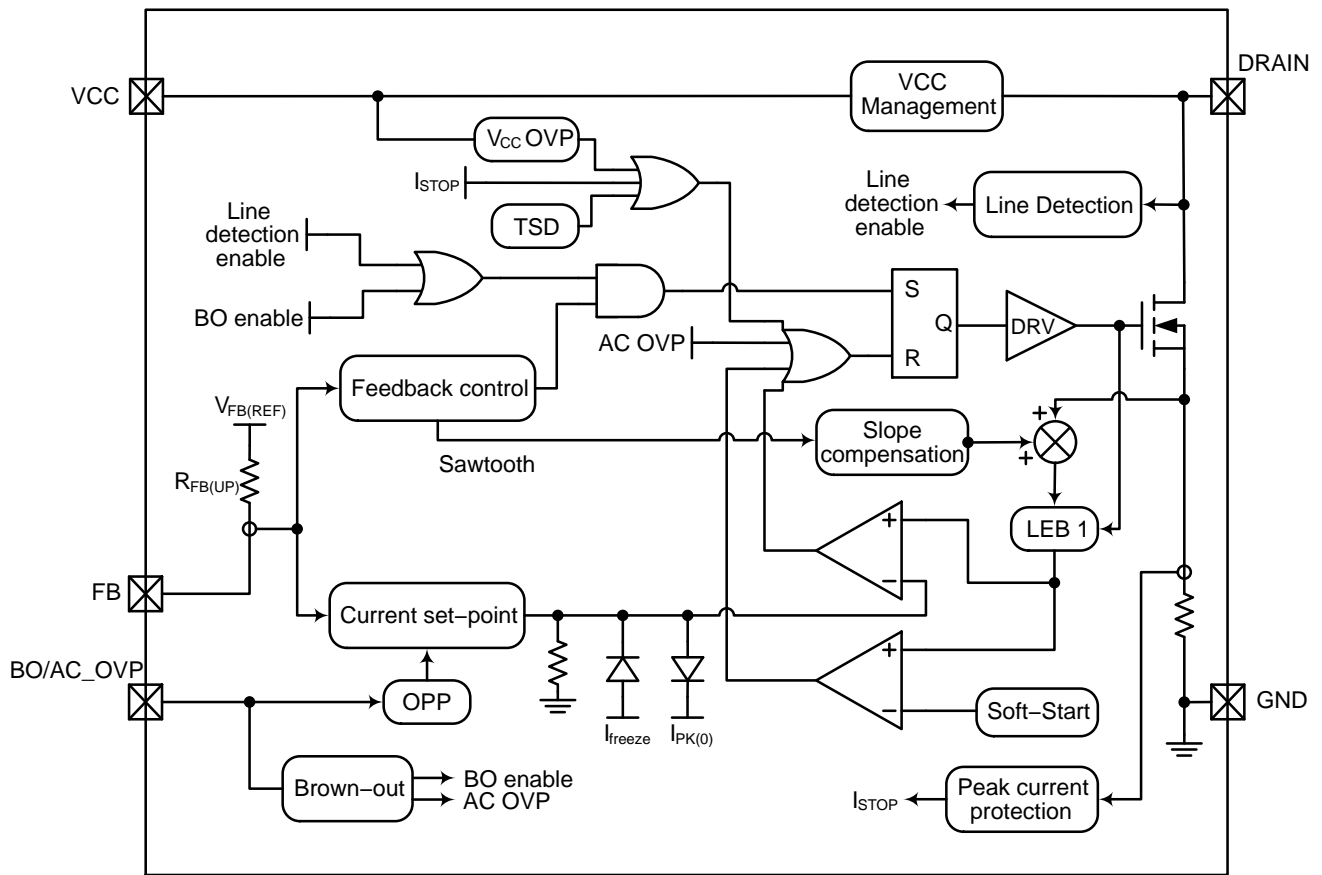 DRAIN
VCC
VCC
Management
VCC OVP
ISTOP
TSD
Line
detection
enable
Line Detection
Line
detection
enable
BO enable
S
Q
R
DRV
AC OVP
Feedback control
VFB(REF)
RFB(UP)
Sawtooth
Slope
compensation
+
+
LEB 1
+
−
FB
Current set−point
BO/AC_OVP
OPP
Ifreeze
IPK(0)
+
−
Soft−Start
GND
Brown−out
BO enable
AC OVP
ISTOP
Peak current
protection